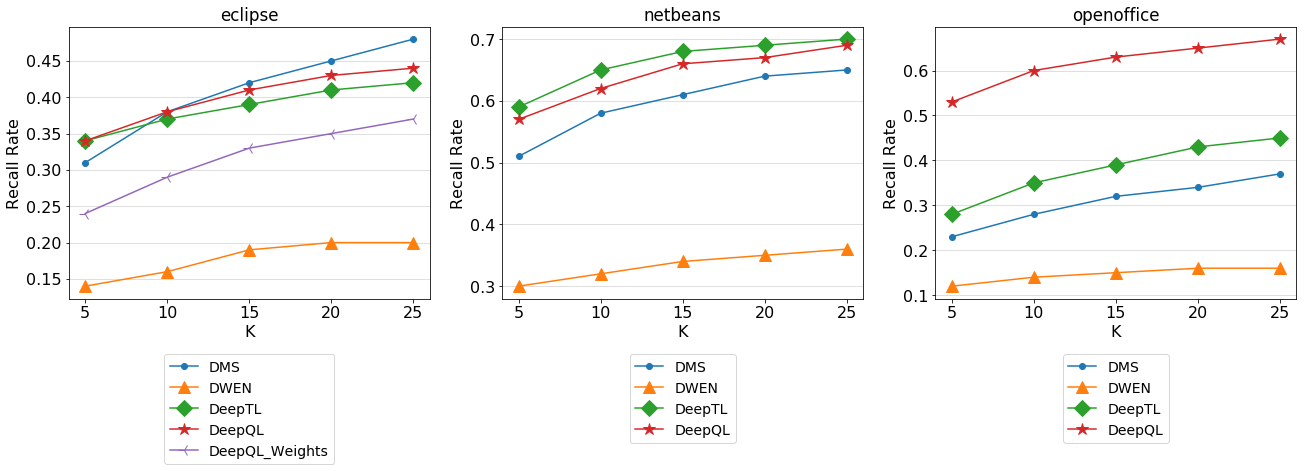 eclipse
Recall Rate
0.45
0.40
0.35
0.30
0.25
0.20
0.15
5 10 15 20 25
K
DMS
DWEN
DeepTL
DeepQL
DeepQL_Weights
netbeans
Recall Rate
0.7
0.6
0.5
0.4
0.3
5 10 15 20 25
K
DMS
DWEN
DeepTL
DeepQL
openoffice
Recall Rate
0.6
0.5
0.4
0.3
0.2
0.1
5 10 15 20 25
K
DMS
DWEN
DeepTL
DeepQL